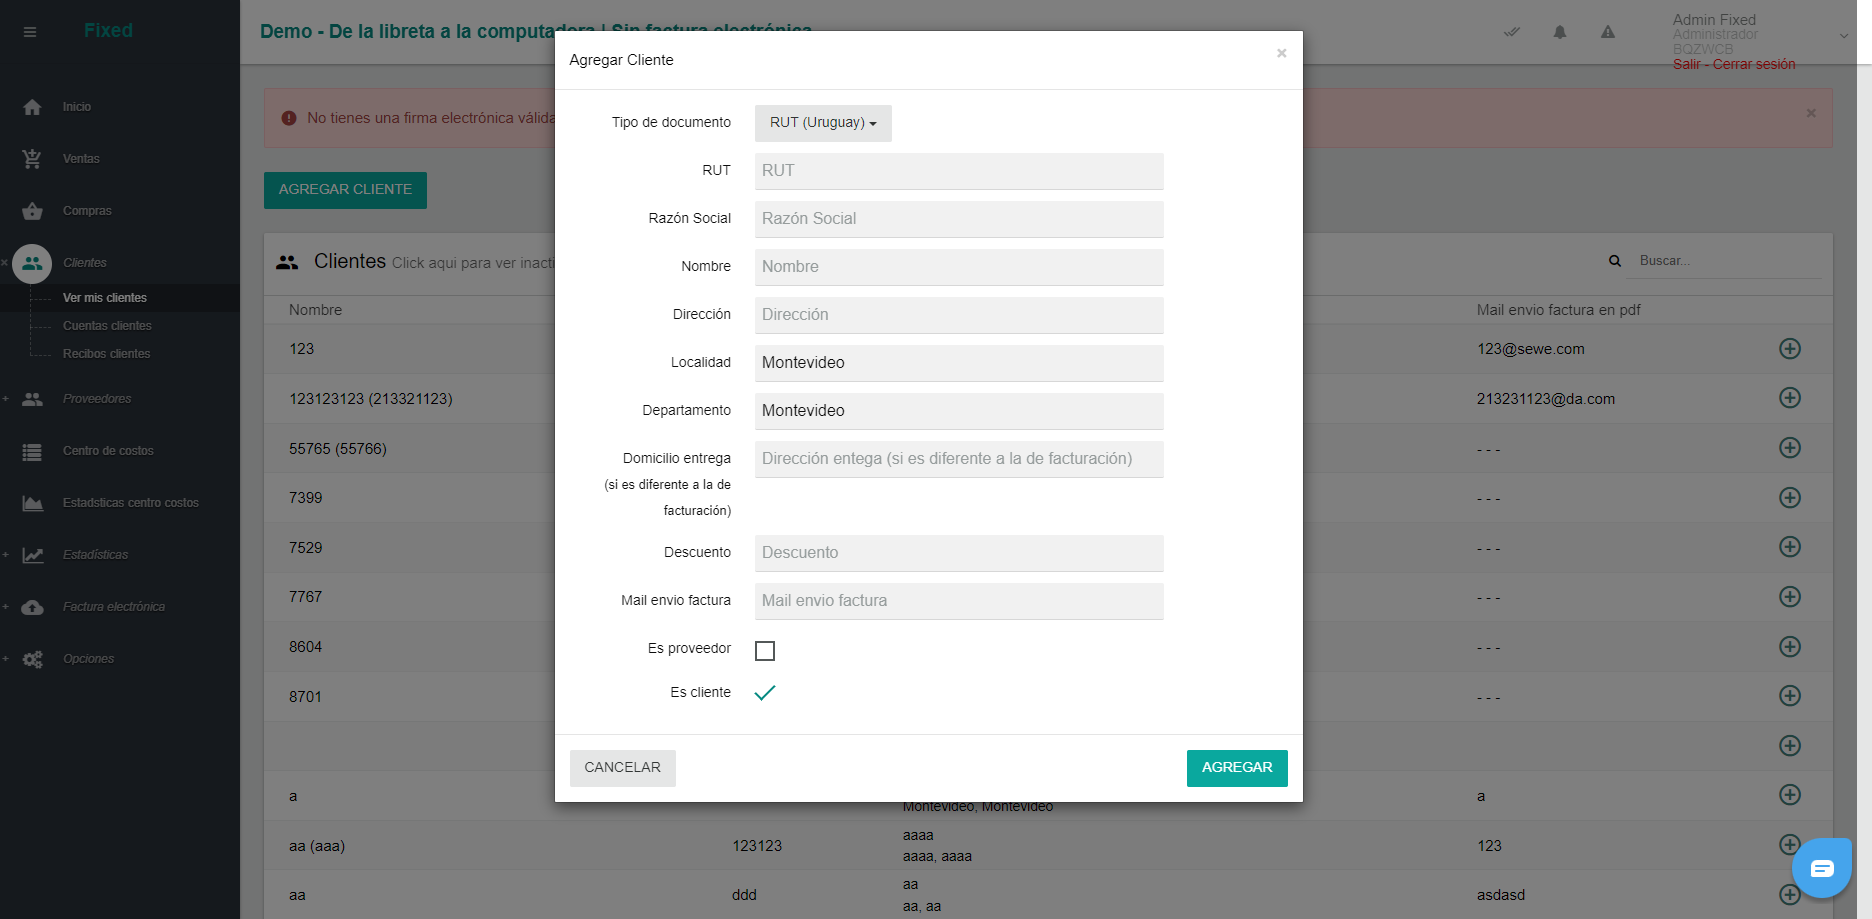 Fixed
Demo - De la libreta a la computadora | Sin factura electrónica
Admin Fixed
Administrador
BQZWCB
Salir - Cerrar sesión
Inicio
Ventas
Compras
Clientes
Ver mis clientes
Cuentas clientes
Recibos clientes
Proveedores
Centro de costos
Estadsticas centro costos
Estadísticas
Factura electrónica
Opciones
No tienes una firma electrónica válida
AGREGAR CLIENTE
Clientes Click aqui para ver inacti
Buscar...
Nombre
Mail envio factura en pdf
123
123@sewe.com
123123123 (213321123)
213231123@da.com
55765 (55766)
- - -
7399
- - -
7529
- - -
7767
- - -
8604
- - -
8701
- - -
Montevideo, Montevideo
a
a
aa (aaa)
123123
aaaa
aaaa, aaaa
123
aa
ddd
aa
aa, aa
asdasd
Agregar Cliente
×
Tipo de documento
RUT (Uruguay)
RUT
RUT
Razón Social
Razón Social
Nombre
Nombre
Dirección
Dirección
Localidad
Montevideo
Departamento
Montevideo
Domicilio entrega
(si es diferente a la de
facturación)
Dirección entega (si es diferente a la de facturación)
Descuento
Descuento
Mail envio factura
Mail envio factura
Es proveedor
Es cliente
CANCELAR
AGREGAR